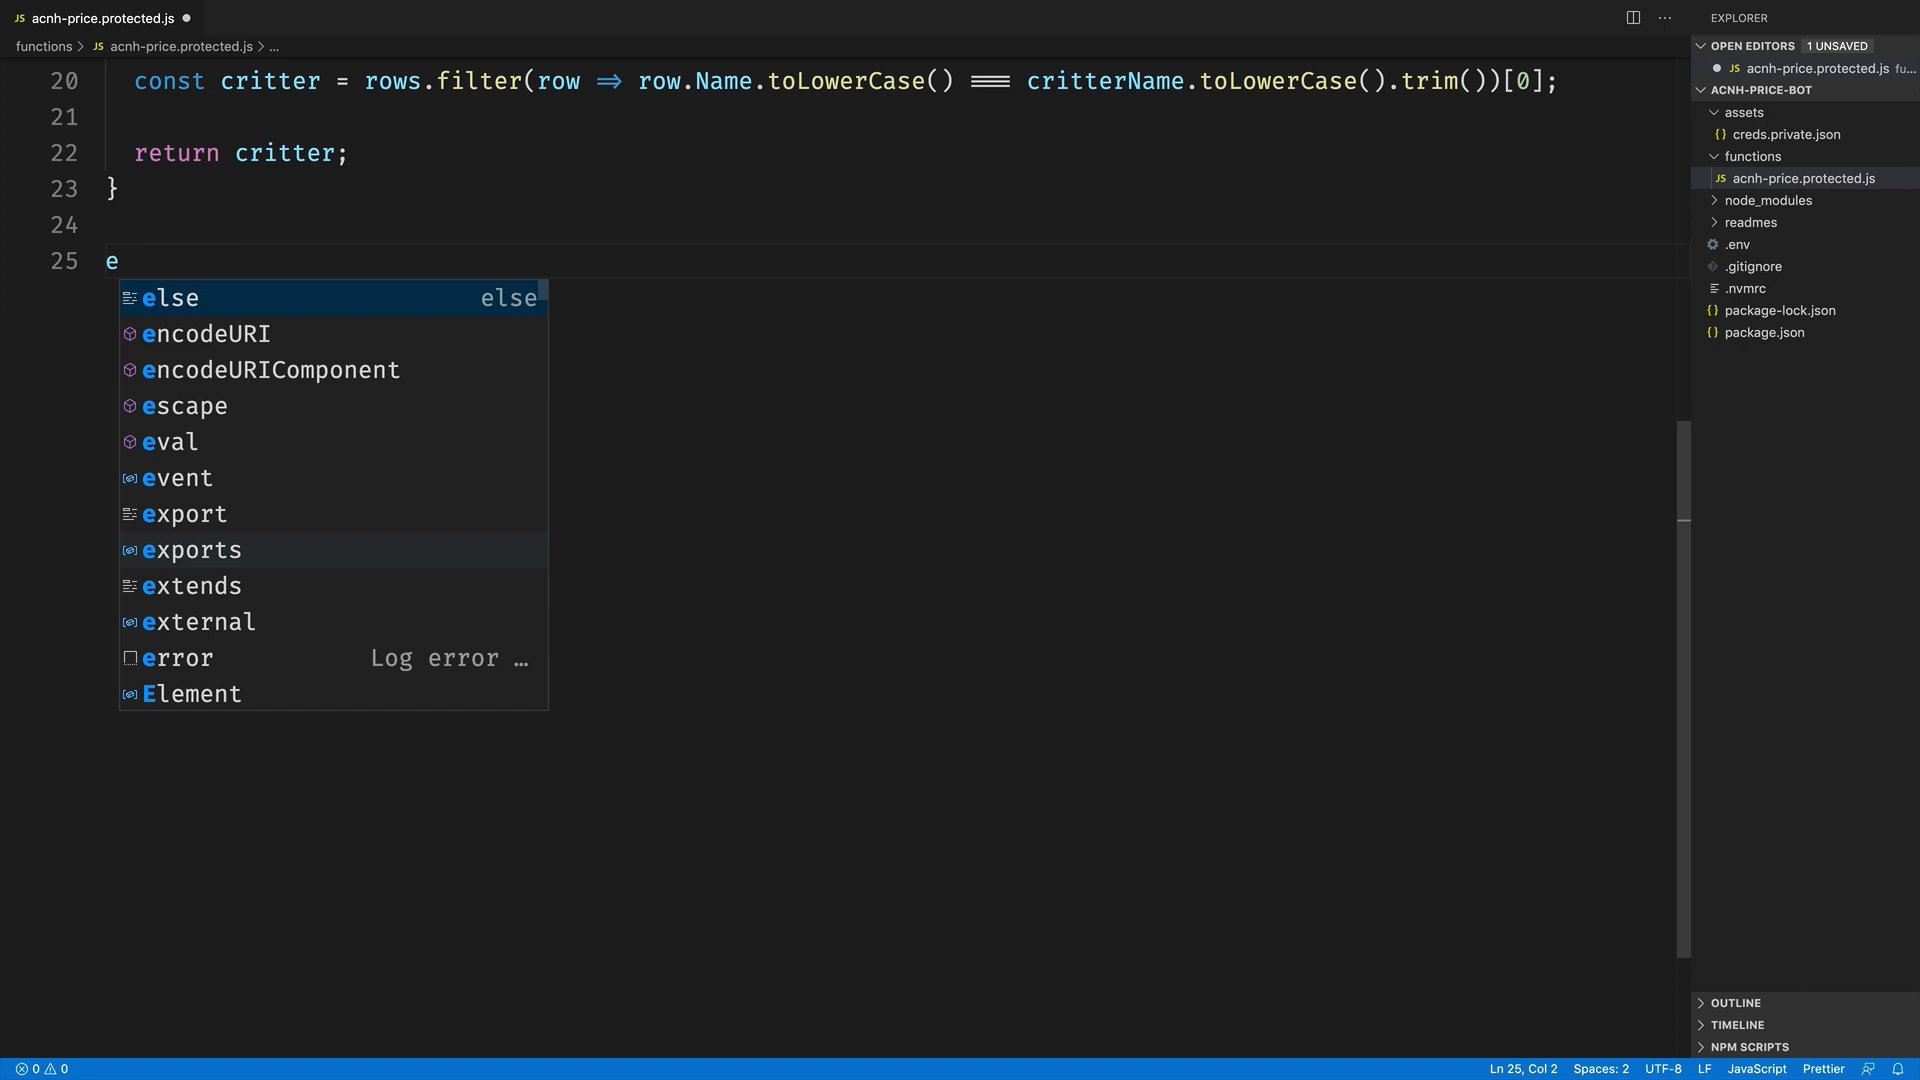 JS acnh-price.protected.js
functions > JS acnh-price.protected.js > ...
20 const critter = rows.filter(row => row.Name.toLowerCase() === critterName.toLowerCase().trim())[0];
21
22 return critter;
23 }
24
25 e
else else
encodeURI
encodeURIComponent
escape
eval
event
export
exports
extends
external
error Log error ...
Element
EXPLORER
OPEN EDITORS 1 UNSAVED
JS acnh-price.protected.js fu...
ACNH-PRICE-BOT
assets
{} creds.private.json
functions
JS acnh-price.protected.js
node_modules
readmes
.env
.gitignore
.nvmrc
{} package-lock.json
{} package.json
OUTLINE
TIMELINE
NPM SCRIPTS
0 0
Ln 25, Col 2 Spaces: 2 UTF-8 LF JavaScript Prettier